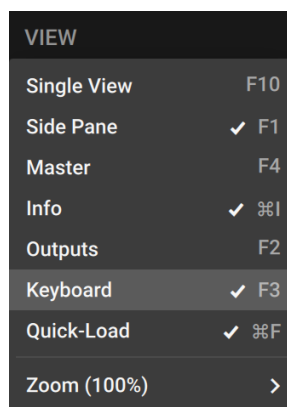 VIEW
Single View F10
Side Pane ✓ F1
Master F4
Info ✓ ⌘I
Outputs F2
Keyboard ✓ F3
Quick-Load ✓ ⌘F
Zoom (100%) >